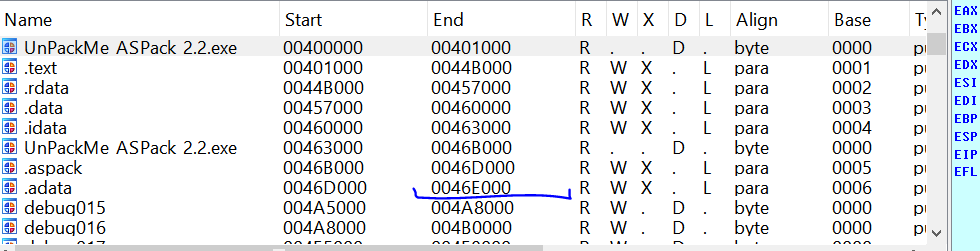 Name Start End R W X D L Align Base Ty EAX
UnPackMe ASPack 2.2.exe 00400000 00401000 R . . D . byte 0000 pu EBX
.text 00401000 0044B000 R W X . L para 0001 pu ECX
.rdata 0044B000 00457000 R W X . L para 0002 pu EDX
.data 00457000 00460000 R W X . L para 0003 pu ESI
.idata 00460000 00463000 R W X . L para 0004 pu EDI
UnPackMe ASPack 2.2.exe 00463000 0046B000 R . . D . byte 0000 pu EBP
.aspack 0046B000 0046D000 R W X . L para 0005 pu ESP
.adata 0046D000 0046E000 R W X . L para 0006 pu EIP
debug015 004A5000 004A8000 R W . D . byte 0000 pu EFL
debug016 004A8000 004B0000 R W . D . byte 0000 pu